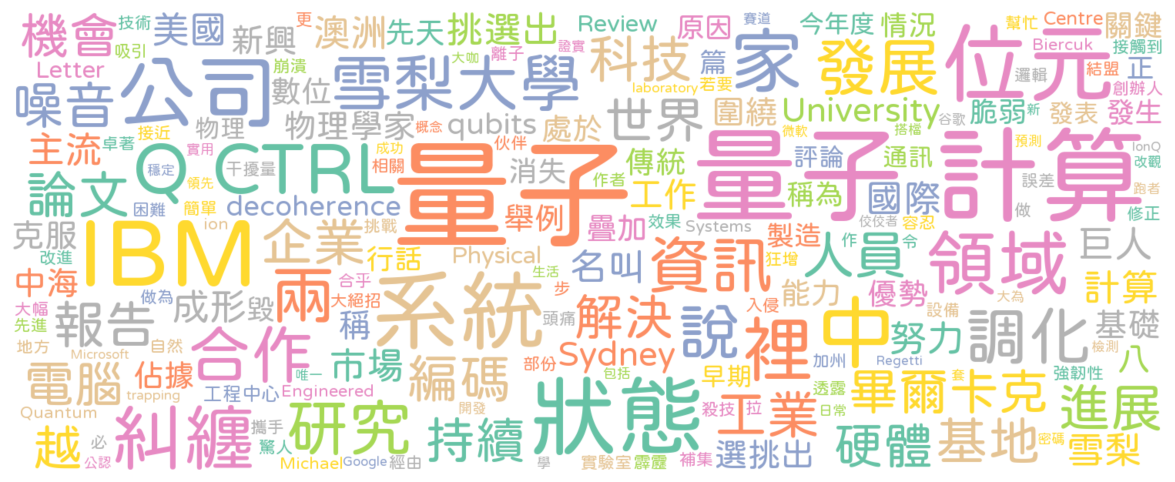 機會
技術
美國
吸引
新興
澳洲
先天
挑選出
Review
原因
更
賽道
今年度
情況
幫忙
Centre
關鍵
Letter
崩潰
大咖
離子
科技
篇
家
發展
位元
Biercuk
接觸到
正
結盟
創辦人
證實
噪音
公司
數位
雪梨大學
laboratory
若要
邏輯
圍繞
University
脆弱
新
發表
發生
谷歌
卓著
接近
物理
物理學家
qubits
處於
世界
搭檔
微軟
預測
IonQ
主流
實用
概念
伙伴
成功
相關
干擾量
穩定
消失
作者
傳統
評論
通訊
誤差
改觀
論文
Q
CTRL
量子
量子
計算
領先
困難
簡單
decoherence
舉例
工作
稱為
國際
做
跑者
修正
克服
ion
挑戰
疊加
效果
Systems
製造
佼佼者
容忍
作
令
改進
IBM
企業
行話
Physical
名叫
資訊
狂增
人員
領域
巨人
中海
合乎
大絕招
系統
生活
步
能力
優勢
設備
計算
大幅
做為
兩
稱
先進
報告
成形
毀
頭痛
解決
說
入侵
裡
中
努力
大為
調化
基礎
檢測
地方
自然
Microsoft
合作
市場
編碼
部份
Sydney
加州
Regetti
八
電腦
佔據
唯一
trapping
工程中心
Engineered
包括
早期
透露
套
畢爾卡克
強韌性
進展
Quantum
糾纏
研究
開發
狀態
殺技
拉
工業
日常
密碼
越
必
公認
攜手
驚人
Michael
Google
經由
持續
學
實驗室
霹靂
補集
選挑出
硬體
基地
雪梨